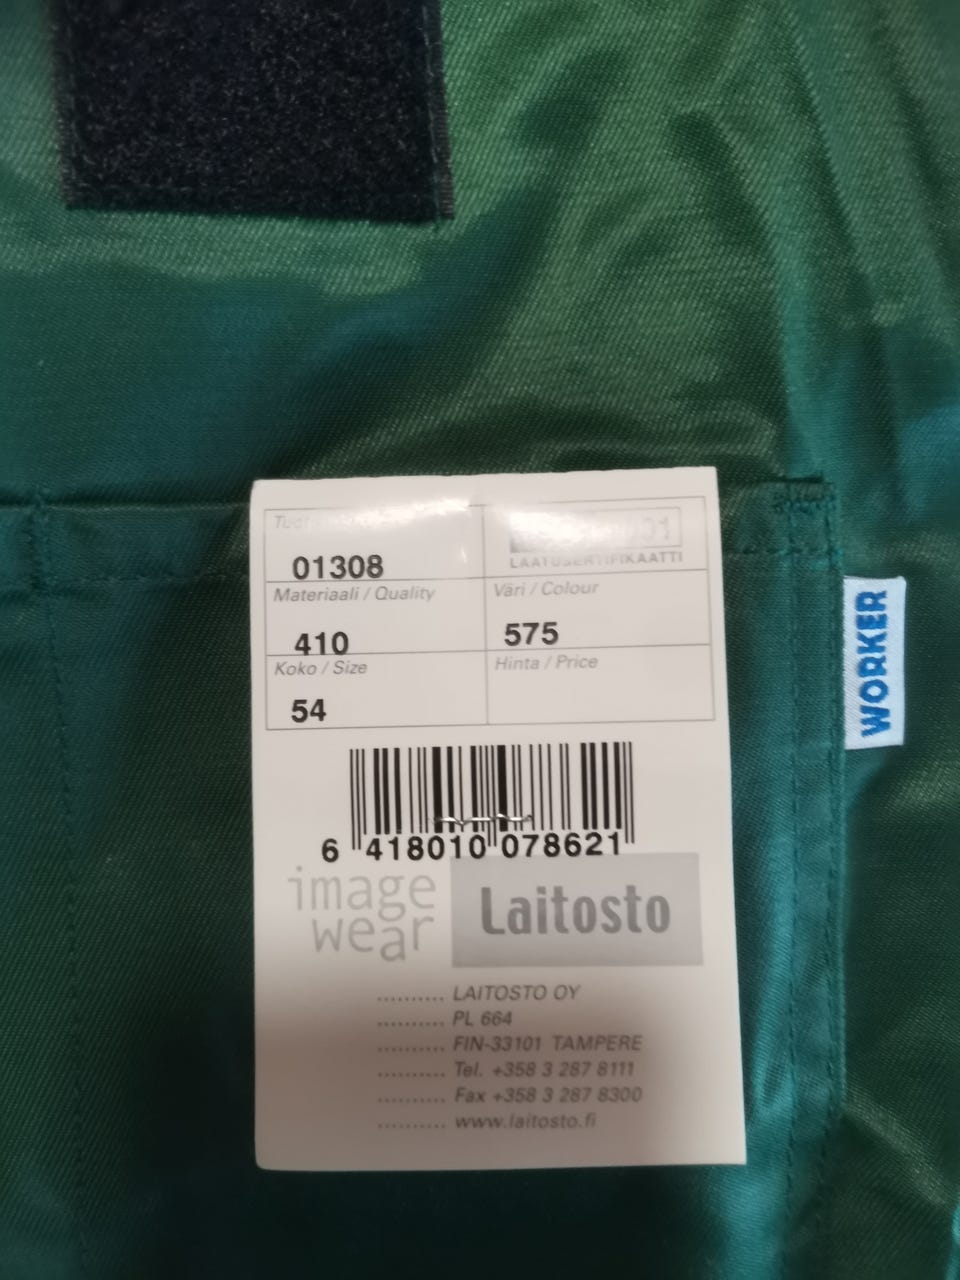 01308
LAATUSERTIFIKAATTI
Materiaali / Quality
Väri / Colour
410
575
Koko / Size
Hinta / Price
54
WORKER
6 418010 078621
image
wear
Laitosto
.......... LAITOSTO OY
.......... PL 664
.......... FIN-33101 TAMPERE
.......... Tel. +358 3 287 8111
.......... Fax +358 3 287 8300
.......... www.laitosto.fi